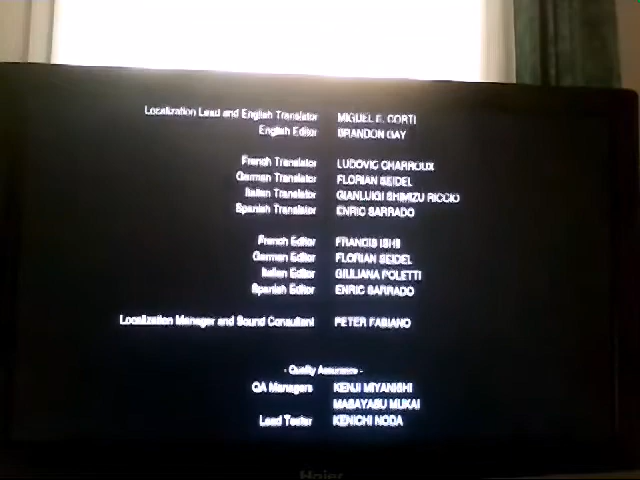 Localization Lead and English Translator MIGUEL E. CORTI
English Editor BRANDON GAY
French Translator LUDOVIC CHARROUX
German Translator FLORIAN SEIDEL
Italian Translator GIANLUIGI SHIMIZU RICCIO
Spanish Translator ENRIC SARRADO
French Editor FRANCIS ISHII
German Editor FLORIAN SEIDEL
Italian Editor GIULIANA POLETTI
Spanish Editor ENRIC SARRADO
Localization Manager and Sound Consultant PETER FABIANO
- Quality Assurance -
QA Managers KENJI MIYANISHI
MASAYASU MUKAI
Lead Tester KENICHI NODA
Haier